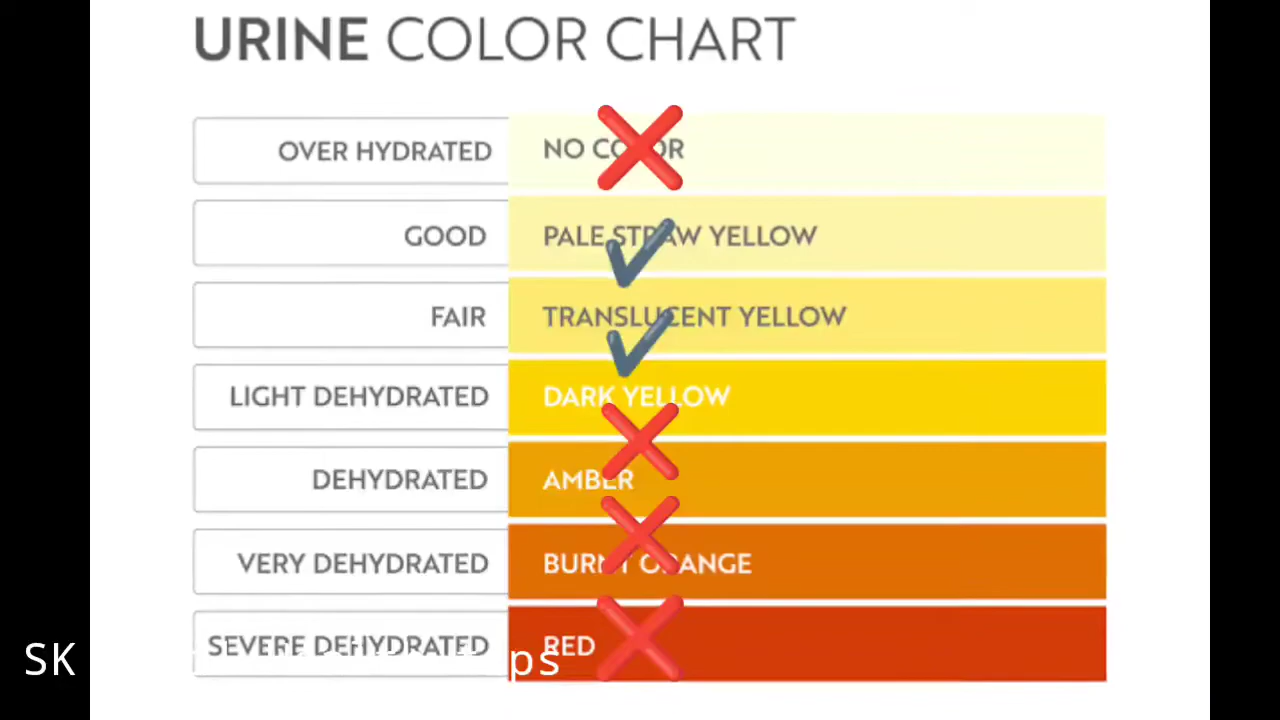 URINE COLOR CHART
OVER HYDRATED NO COLOR
GOOD PALE STRAW YELLOW
FAIR TRANSLUCENT YELLOW
LIGHT DEHYDRATED DARK YELLOW
DEHYDRATED AMBER
VERY DEHYDRATED BURNT ORANGE
SEVERE DEHYDRATED RED
SK